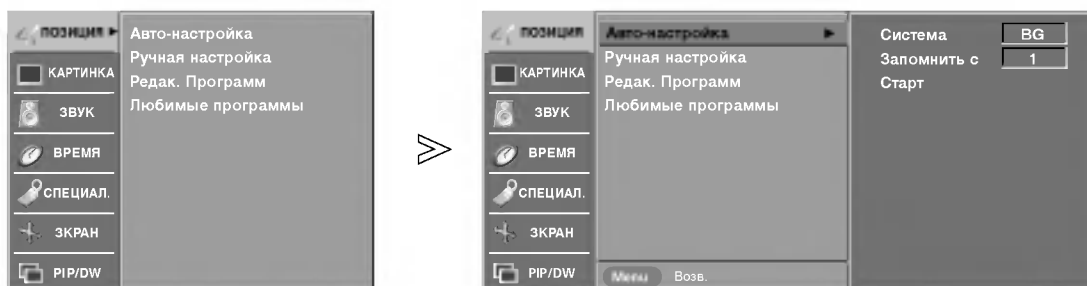 ПОЗИЦИЯ
Авто-настройка
Ручная настройка
КАРТИНКА
Редак. Программ
Любимые программы
ЗВУК
ВРЕМЯ
СПЕЦИАЛ.
ЗКРАН
PIP/DW
ПОЗИЦИЯ
Авто-настройка
Ручная настройка
КАРТИНКА
Редак. Программ
Любимые программы
ЗВУК
ВРЕМЯ
СПЕЦИАЛ.
ЗКРАН
PIP/DW
Menu Возв.
Система BG
Запомнить с 1
Старт